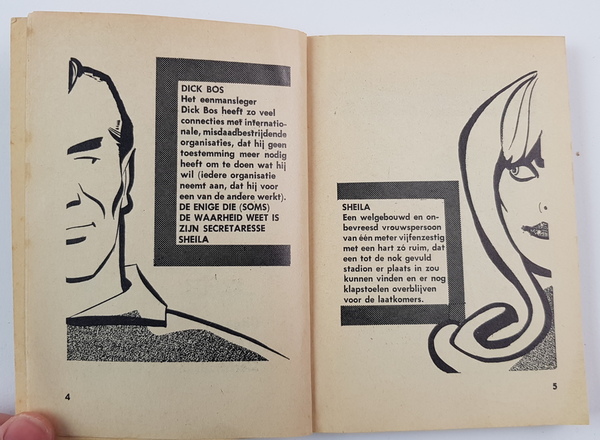 DICK BOS
Het eenmansleger
Dick Bos heeft zo veel
connecties met internatio-
nale, misdaadbestrijdende
organisaties, dat hij geen
toestemming meer nodig
heeft om te doen wat hij
wil (iedere organisatie
neemt aan, dat hij voor
een van de andere werkt).
DE ENIGE DIE (SOMS)
DE WAARHEID WEET IS
ZIJN SECRETARESSE
SHEILA
4
SHEILA
Een welgebouwd en on-
bevreesd vrouwspersoon
van één meter vijfenzestig
met een hart zó ruim, dat
een tot de nok gevuld
stadion er plaats in zou
kunnen vinden en er nog
klapstoelen overblijven
voor de laatkomers.
5